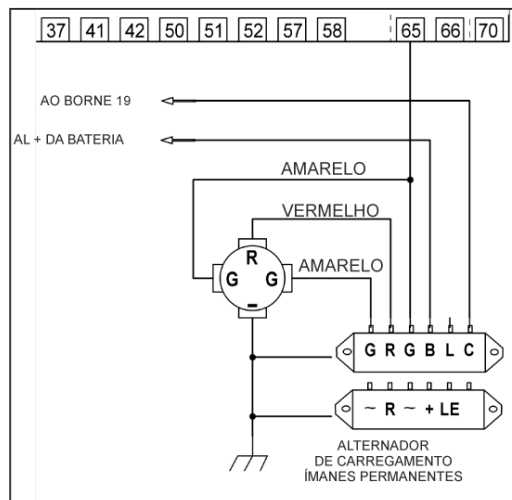 37 41 42 50 51 52 57 58 65 66 70
AO BORNE 19
AL + DA BATERIA
AMARELO
VERMELHO
R
AMARELO
G G
-
G R G B L C
~ R ~ + LE
ALTERNADOR
DE CARREGAMENTO
ÍMANES PERMANENTES